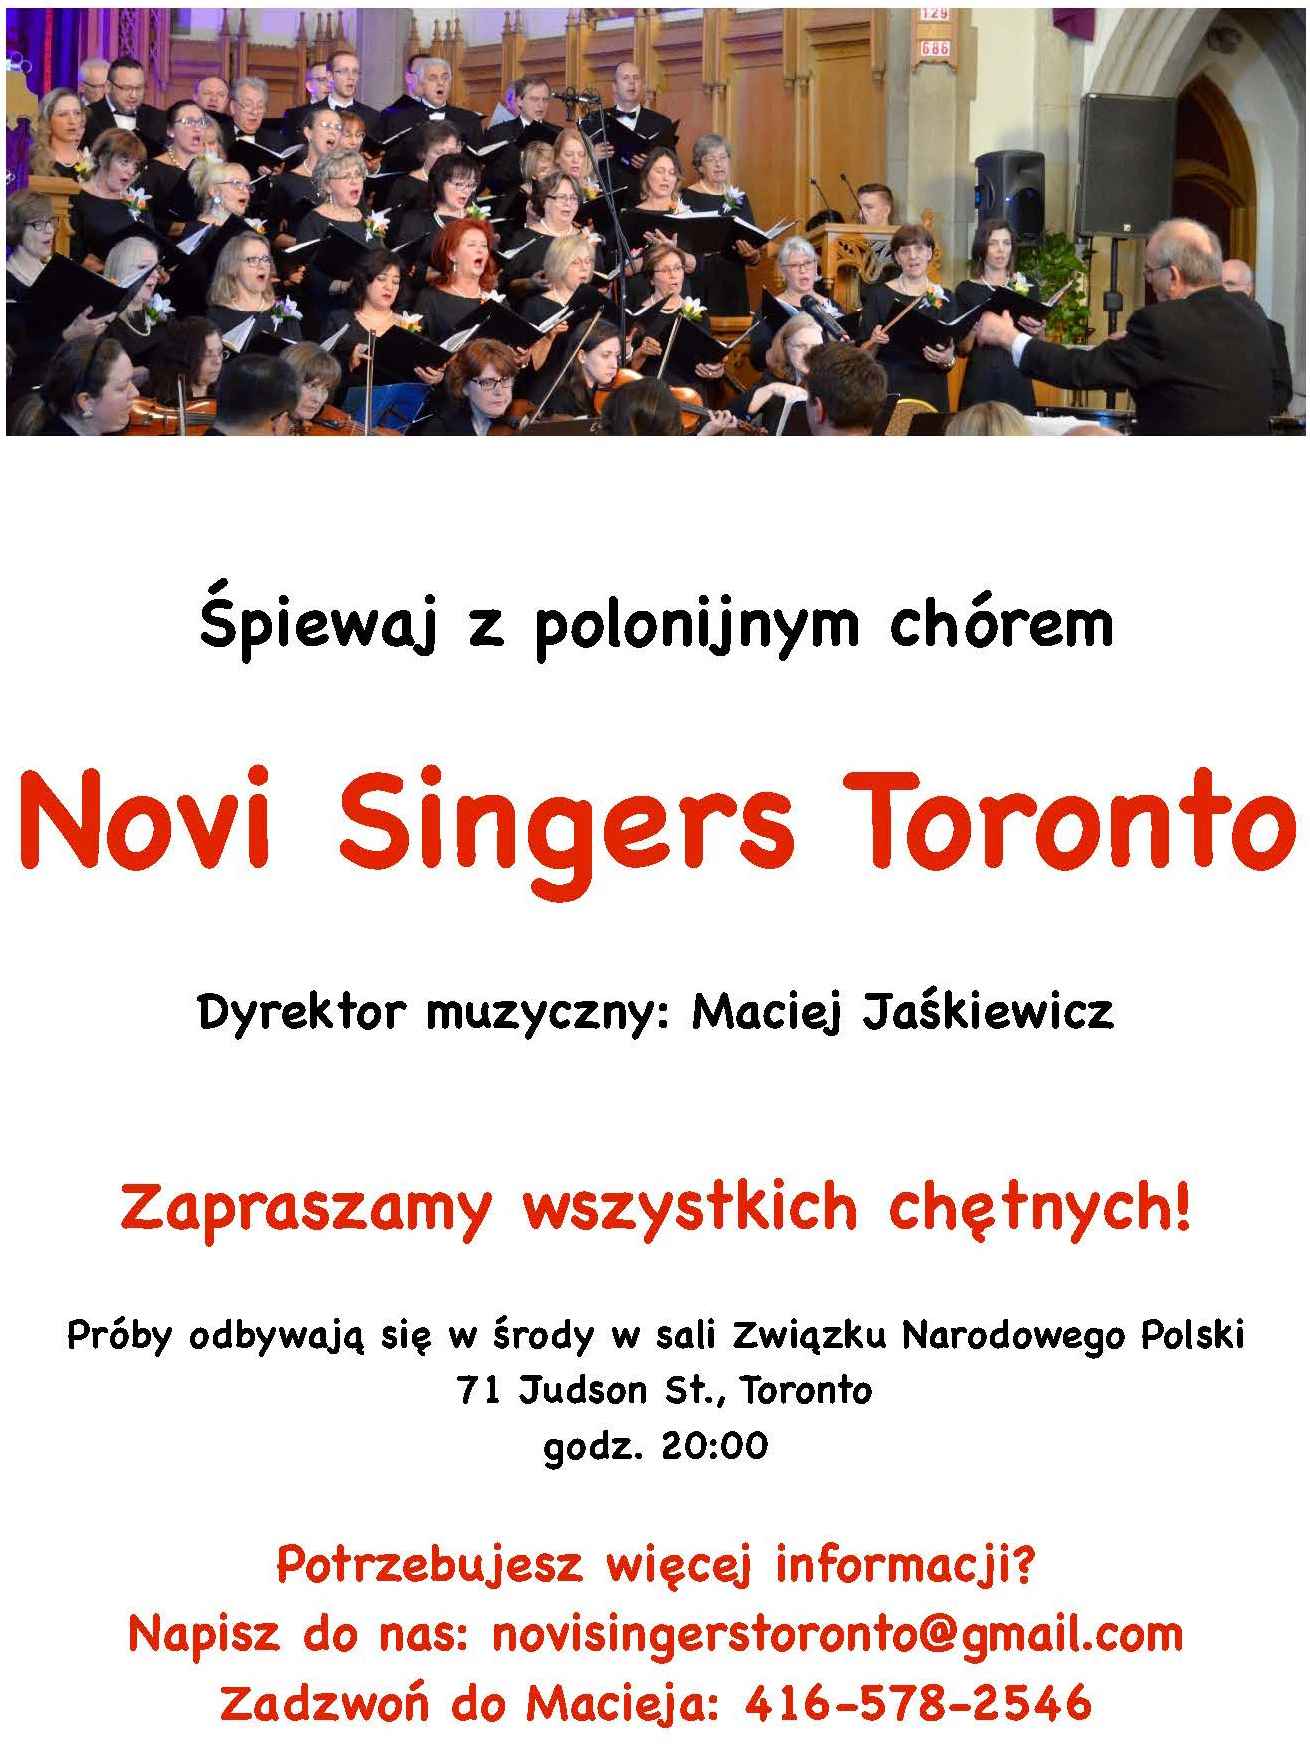 129
686
Śpiewaj z polonijnym chórem
Novi Singers Toronto
Dyrektor muzyczny: Maciej Jaśkiewicz
Zapraszamy wszystkich chętnych!
Próby odbywają się w środy w sali Związku Narodowego Polski
71 Judson St., Toronto
godz. 20:00
Potrzebujesz więcej informacji?
Napisz do nas: novisingerstoronto@gmail.com
Zadzwoń do Macieja: 416-578-2546